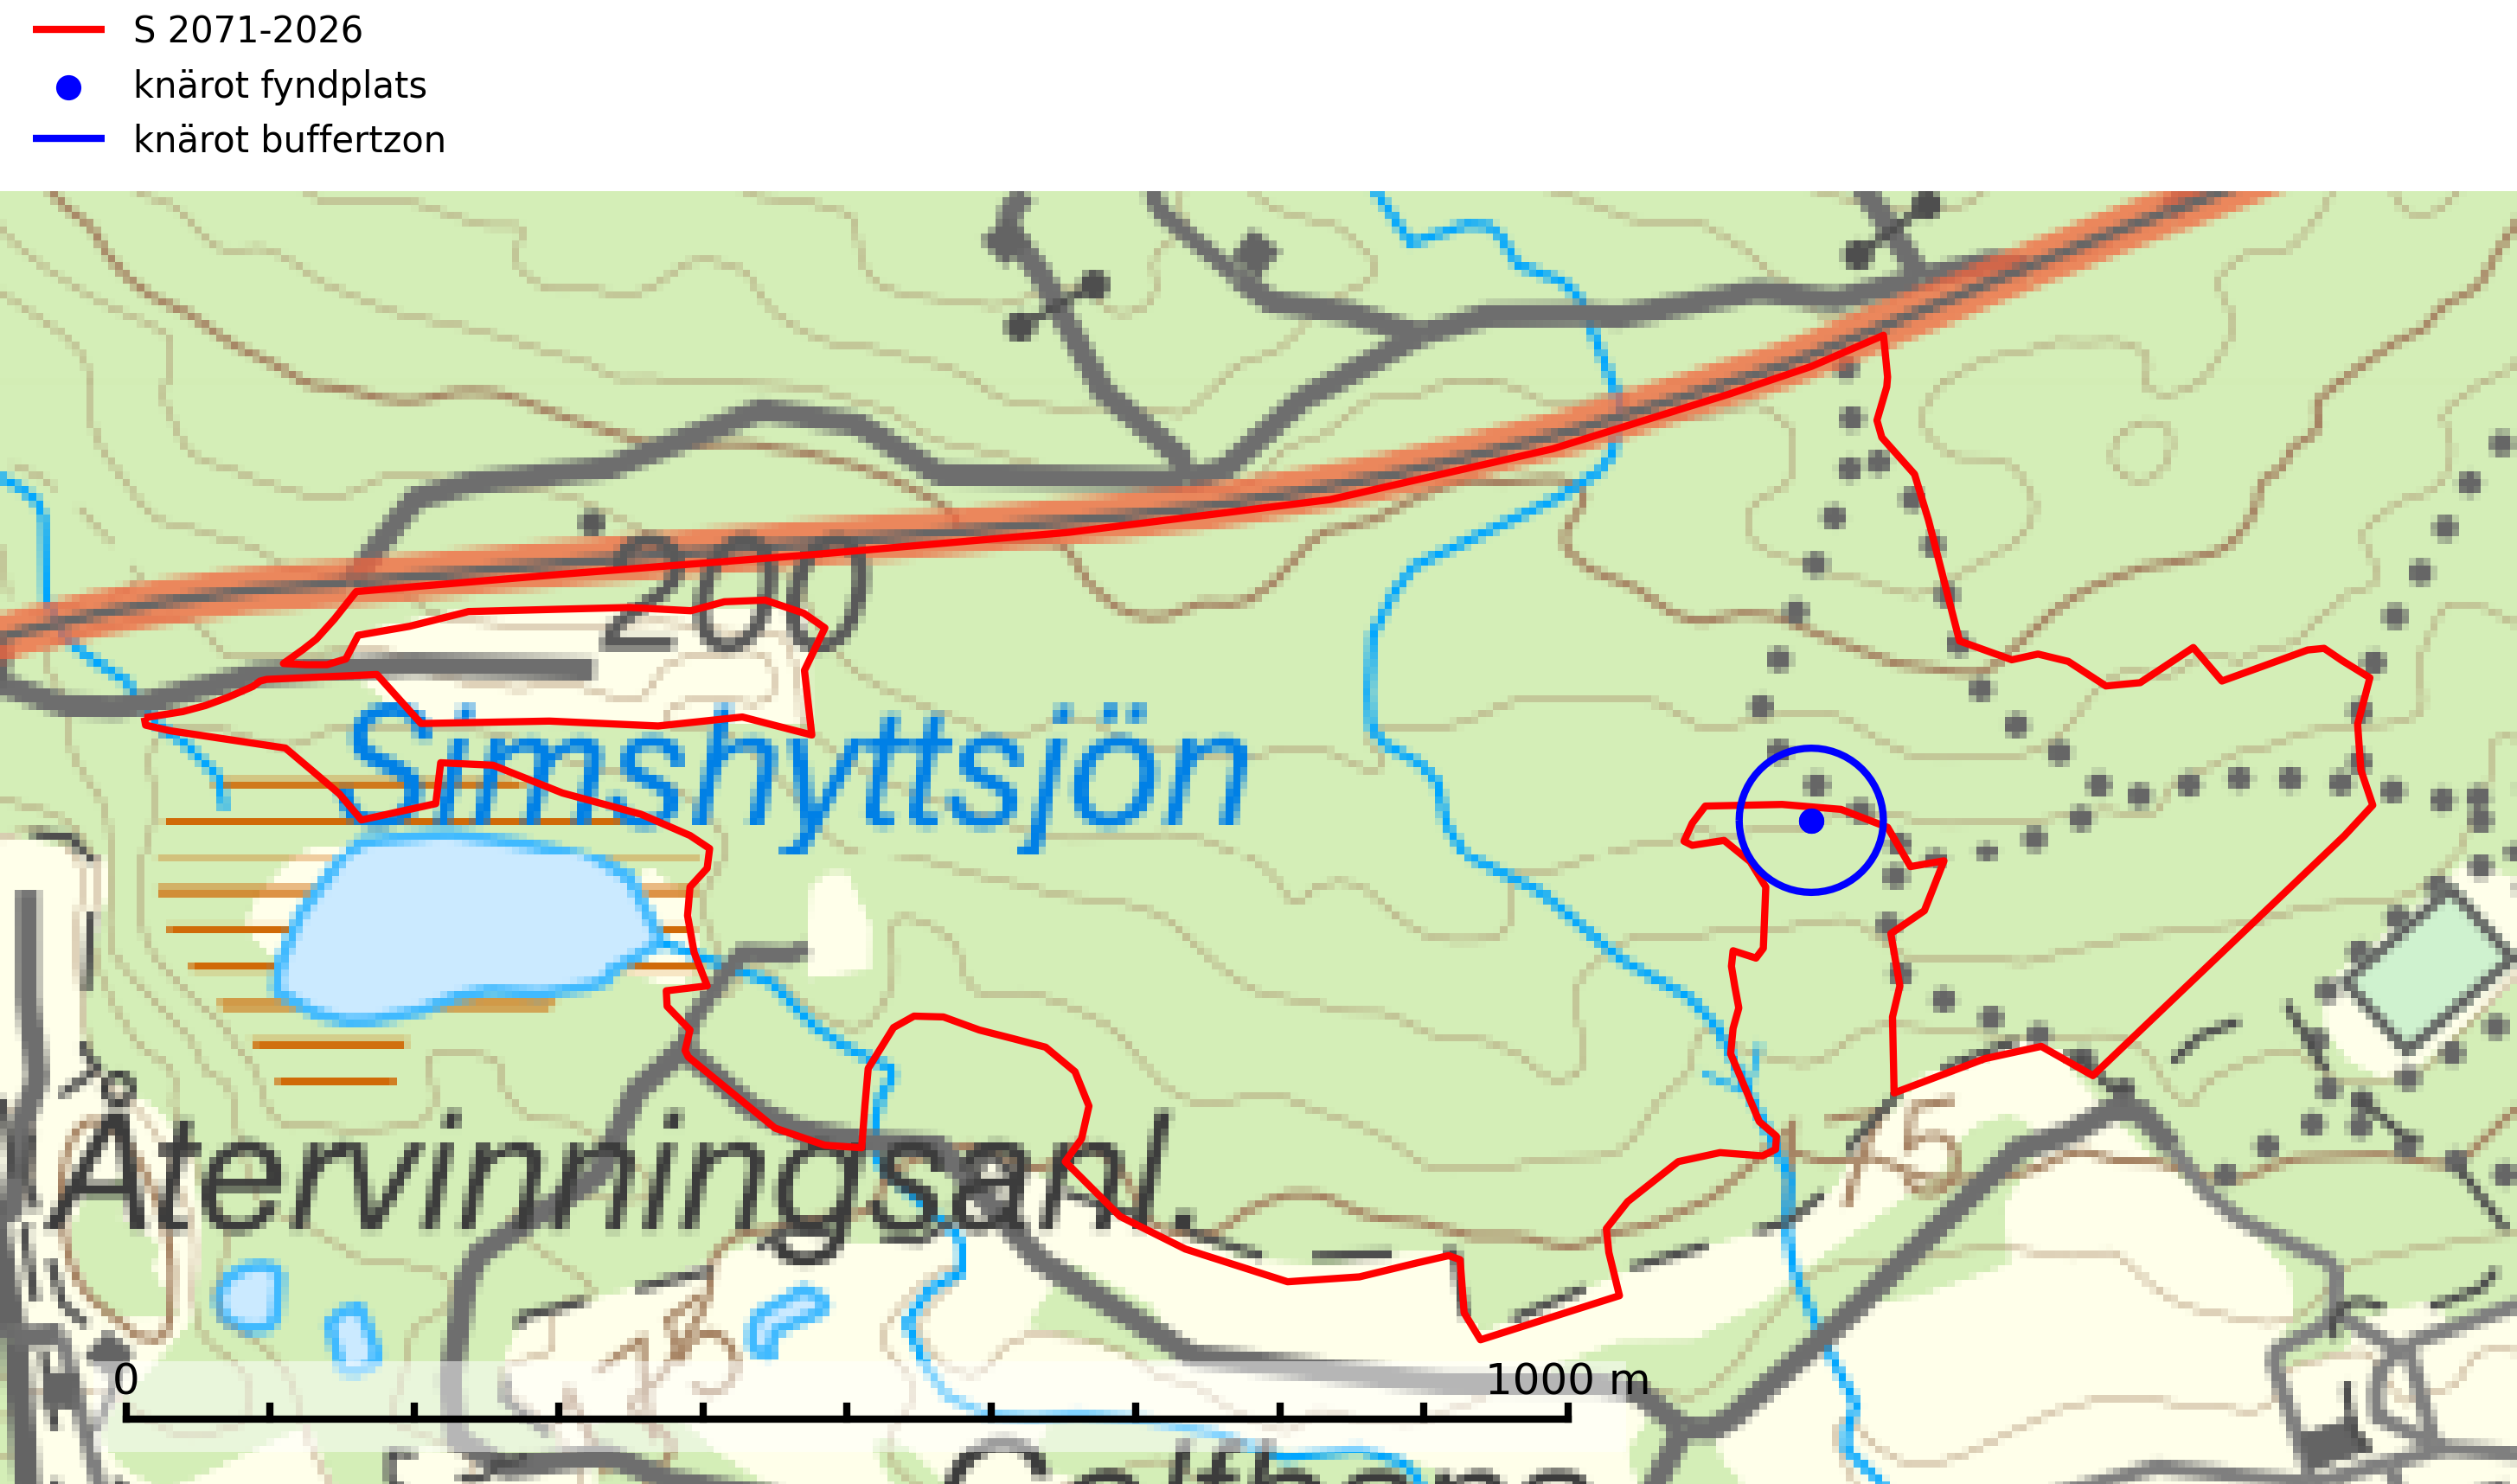 S 2071-2026
knärot fyndplats
knärot buffertzon
200
Simshyttsjön
Återvinningsanl.
175
175
0
1000 m